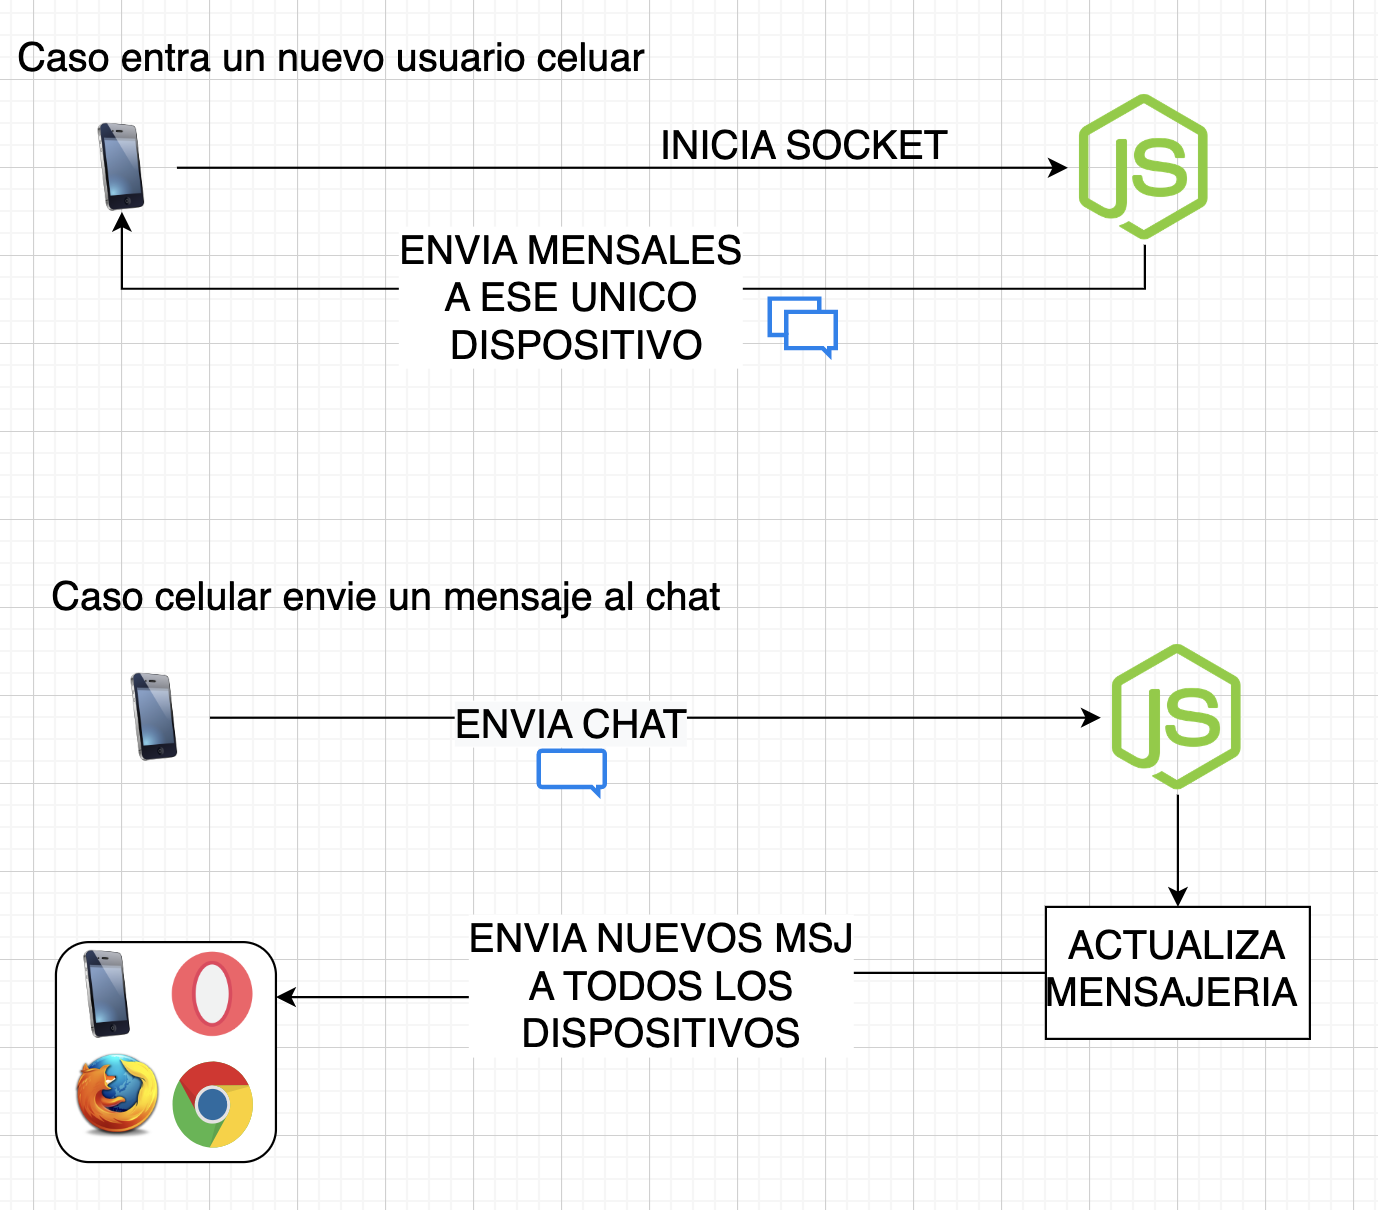 Caso entra un nuevo usuario celuar
INICIA SOCKET
JS
ENVIA MENSALES
A ESE UNICO
DISPOSITIVO
Caso celular envie un mensaje al chat
ENVIA CHAT
JS
ACTUALIZA
MENSAJERIA
ENVIA NUEVOS MSJ
A TODOS LOS
DISPOSITIVOS